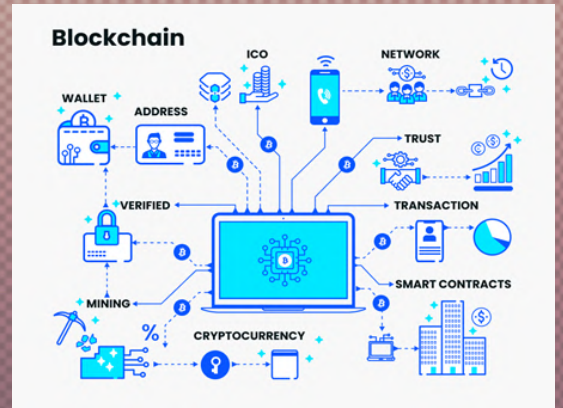 Blockchain
ICO
NETWORK
WALLET
ADDRESS
TRUST
VERIFIED
TRANSACTION
SMART CONTRACTS
MINING
%
CRYPTOCURRENCY